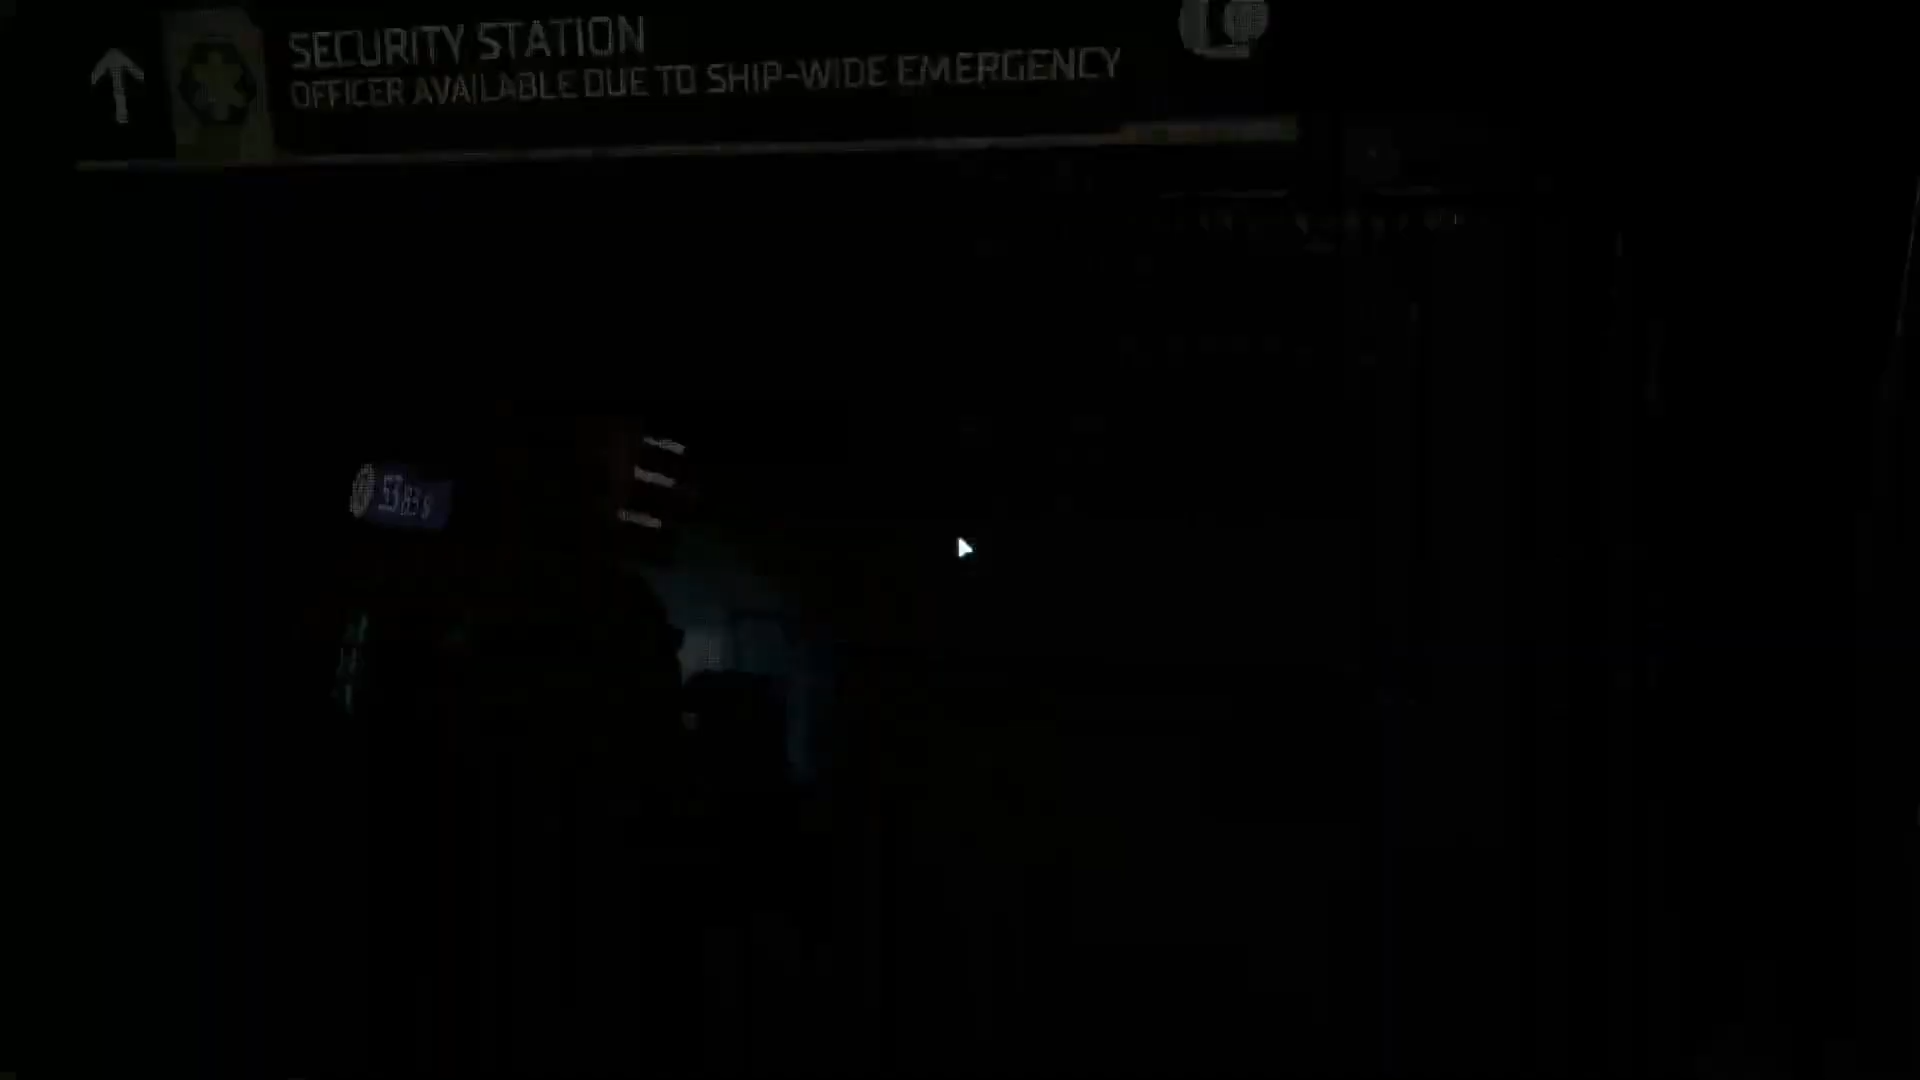 SECURITY STATION
OFFICER AVAILABLE DUE TO SHIP-WIDE EMERGENCY